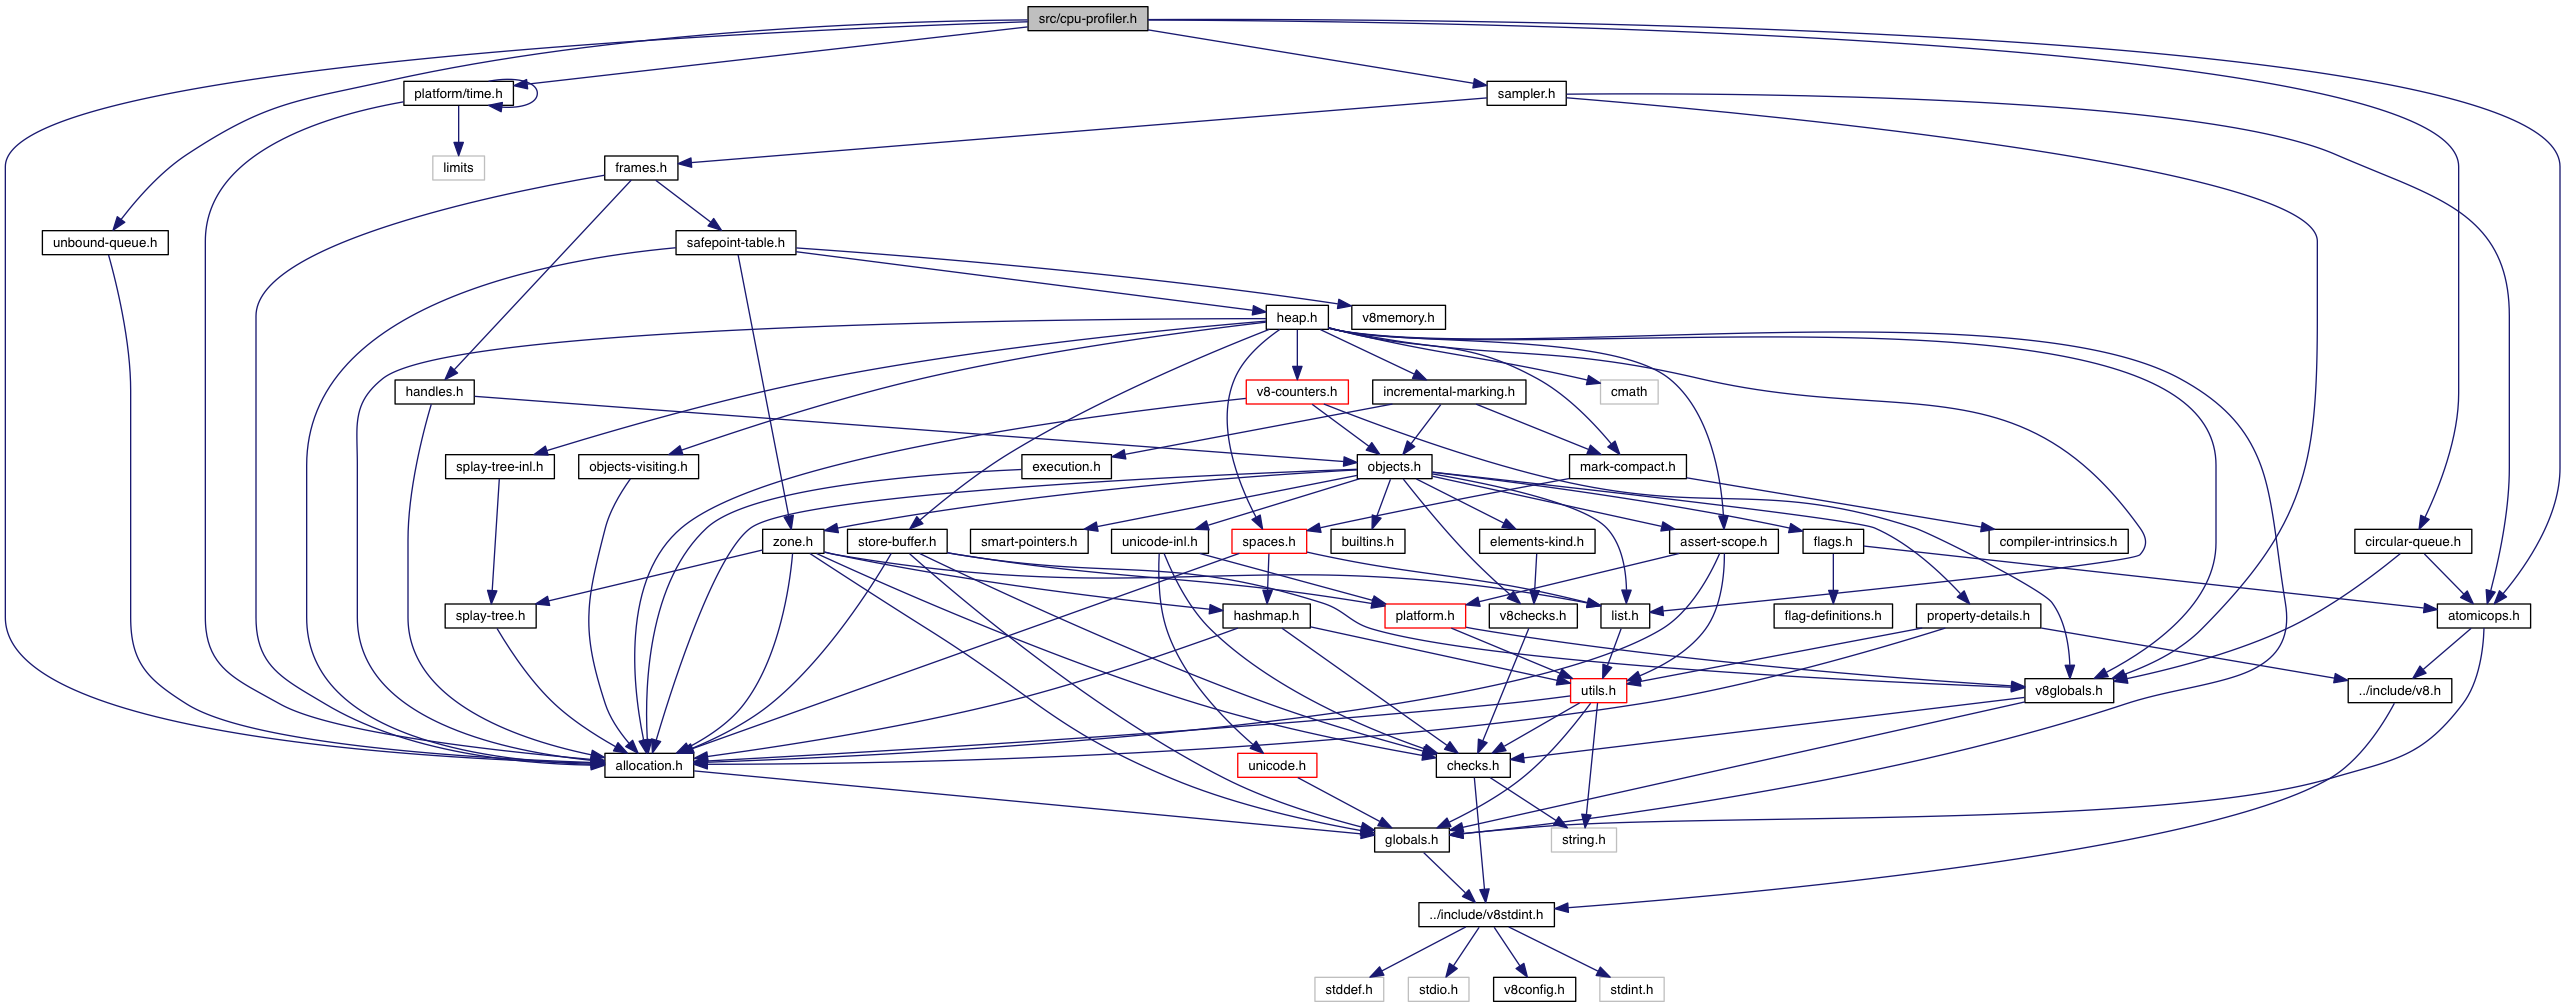 src/cpu-profiler.h
platform/time.h
sampler.h
limits
frames.h
unbound-queue.h
safepoint-table.h
heap.h
v8memory.h
handles.h
v8-counters.h
incremental-marking.h
cmath
splay-tree-inl.h
objects-visiting.h
execution.h
objects.h
mark-compact.h
zone.h
store-buffer.h
smart-pointers.h
unicode-inl.h
spaces.h
builtins.h
elements-kind.h
assert-scope.h
flags.h
compiler-intrinsics.h
circular-queue.h
splay-tree.h
hashmap.h
platform.h
v8checks.h
list.h
flag-definitions.h
property-details.h
atomicops.h
utils.h
v8globals.h
../include/v8.h
allocation.h
unicode.h
checks.h
globals.h
string.h
../include/v8stdint.h
stddef.h
stdio.h
v8config.h
stdint.h